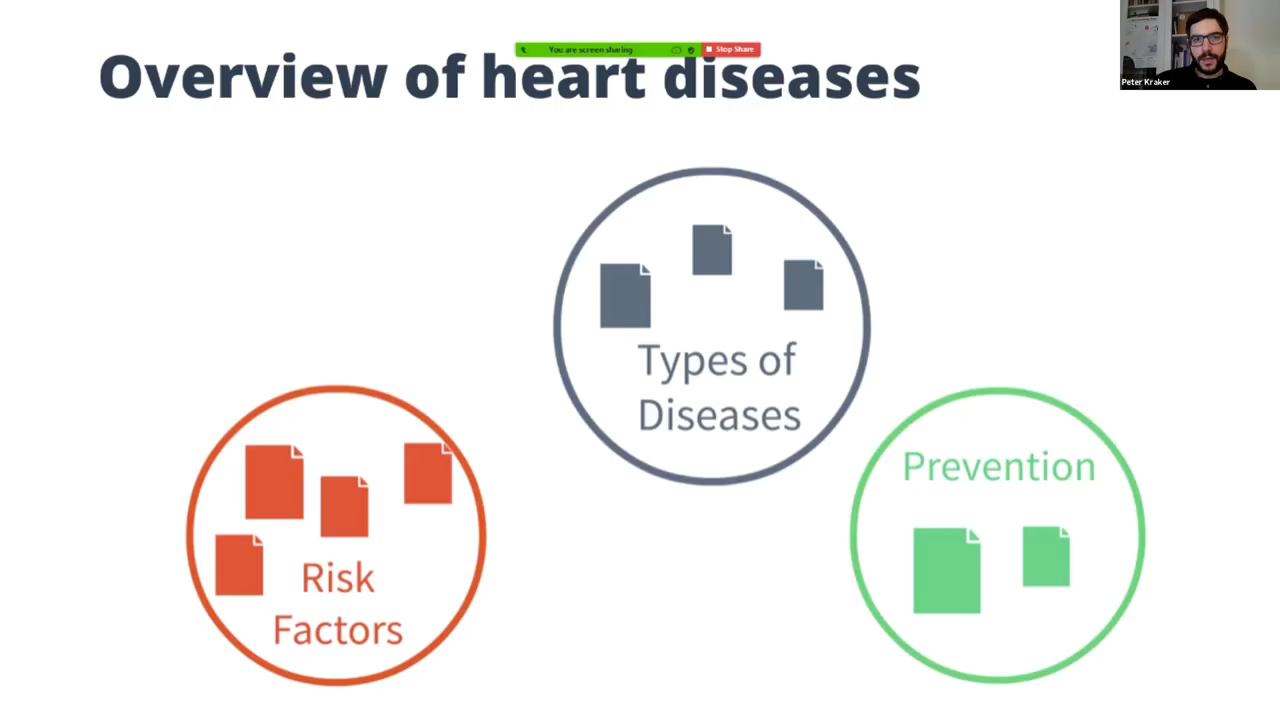 You are screen sharing
Stop Share
Overview of heart diseases
Peter Kraker
Types of
Diseases
Prevention
Risk
Factors